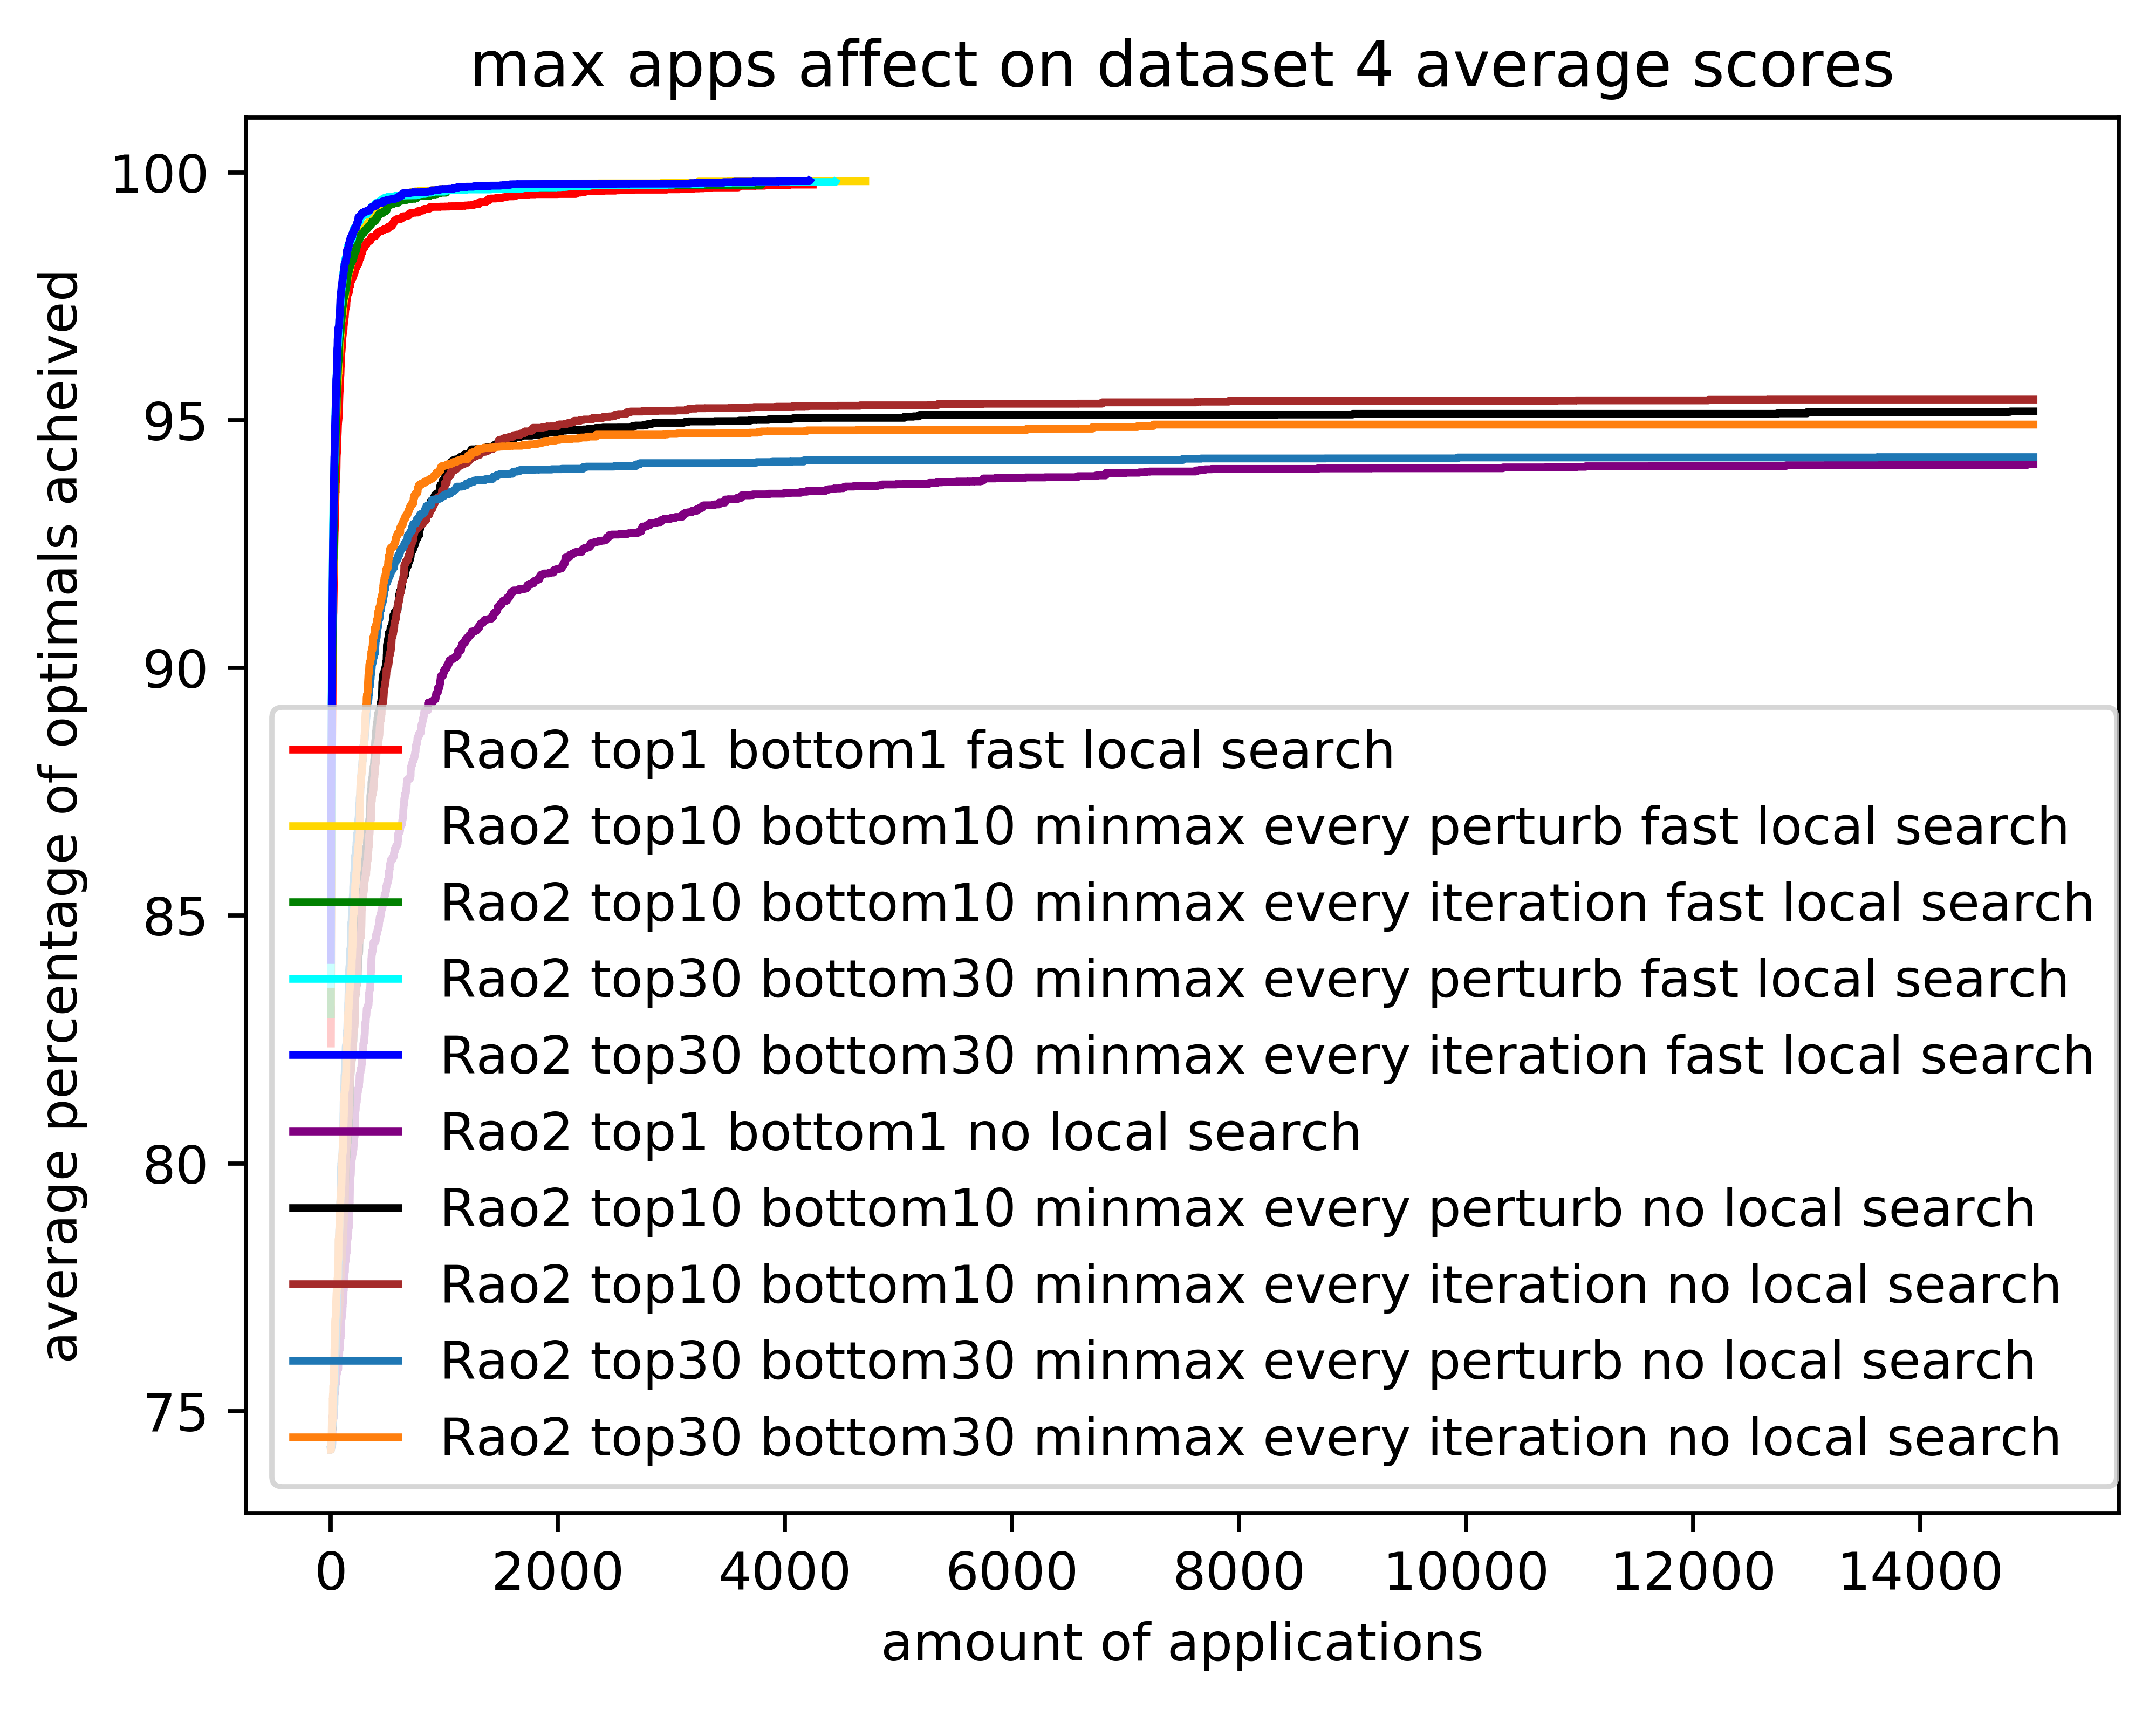 max apps affect on dataset 4 average scores
average percentage of optimals acheived
100
95
90
85
80
75
Rao2 top1 bottom1 fast local search
Rao2 top10 bottom10 minmax every perturb fast local search
Rao2 top10 bottom10 minmax every iteration fast local search
Rao2 top30 bottom30 minmax every perturb fast local search
Rao2 top30 bottom30 minmax every iteration fast local search
Rao2 top1 bottom1 no local search
Rao2 top10 bottom10 minmax every perturb no local search
Rao2 top10 bottom10 minmax every iteration no local search
Rao2 top30 bottom30 minmax every perturb no local search
Rao2 top30 bottom30 minmax every iteration no local search
0 2000 4000 6000 8000 10000 12000 14000
amount of applications